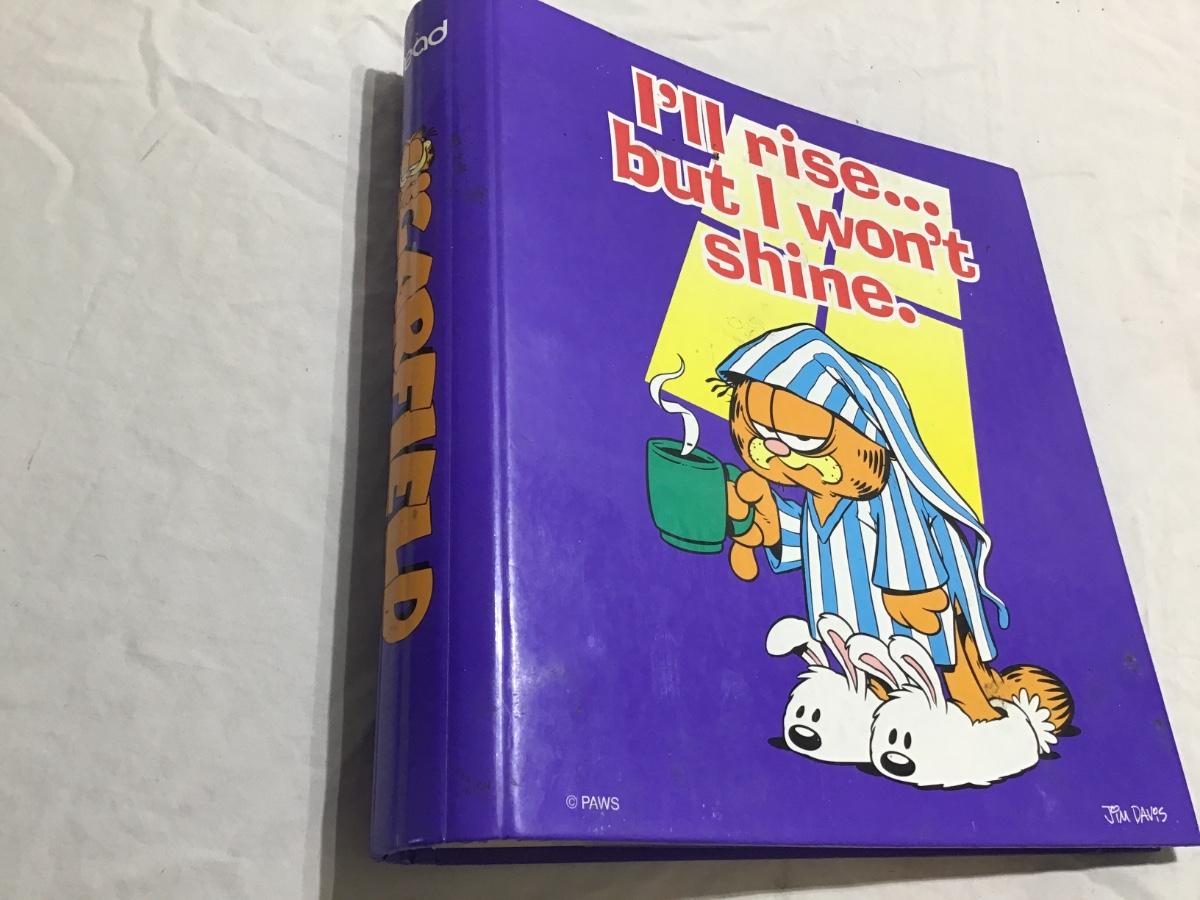 I'll rise...
but I won't
shine.
GARFIELD
© PAWS
JIM DAVIS